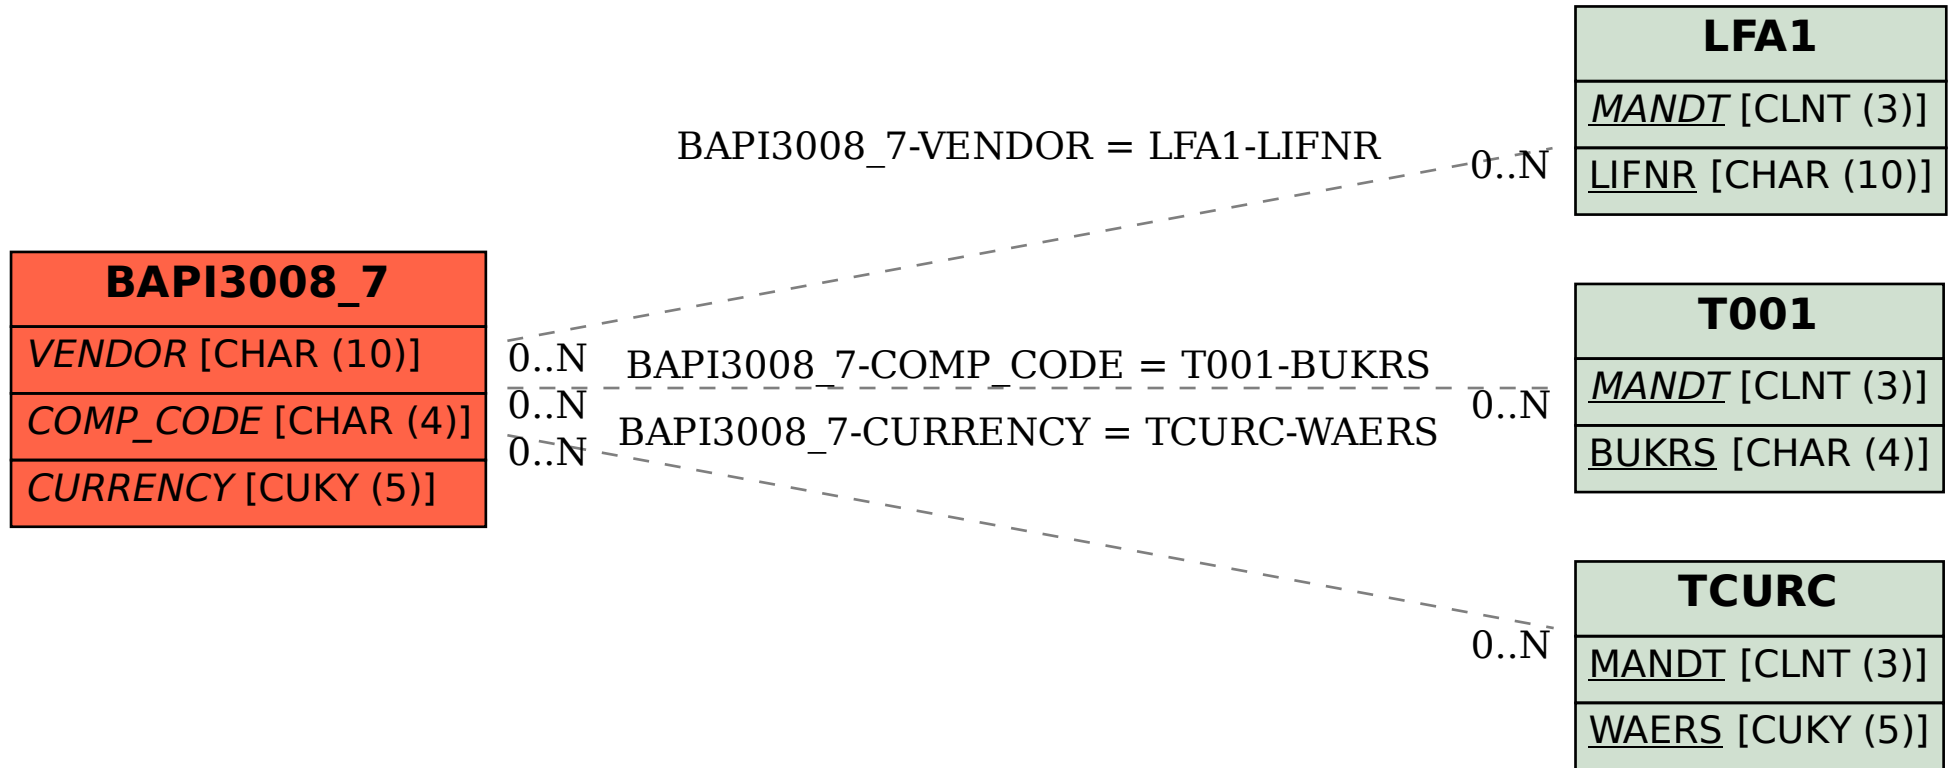 BAPI3008_7
VENDOR [CHAR (10)]
COMP_CODE [CHAR (4)]
CURRENCY [CUKY (5)]
BAPI3008_7-VENDOR = LFA1-LIFNR
0..N
0..N
BAPI3008_7-COMP_CODE = T001-BUKRS
0..N
0..N
BAPI3008_7-CURRENCY = TCURC-WAERS
0..N
0..N
LFA1
MANDT [CLNT (3)]
LIFNR [CHAR (10)]
T001
MANDT [CLNT (3)]
BUKRS [CHAR (4)]
TCURC
MANDT [CLNT (3)]
WAERS [CUKY (5)]